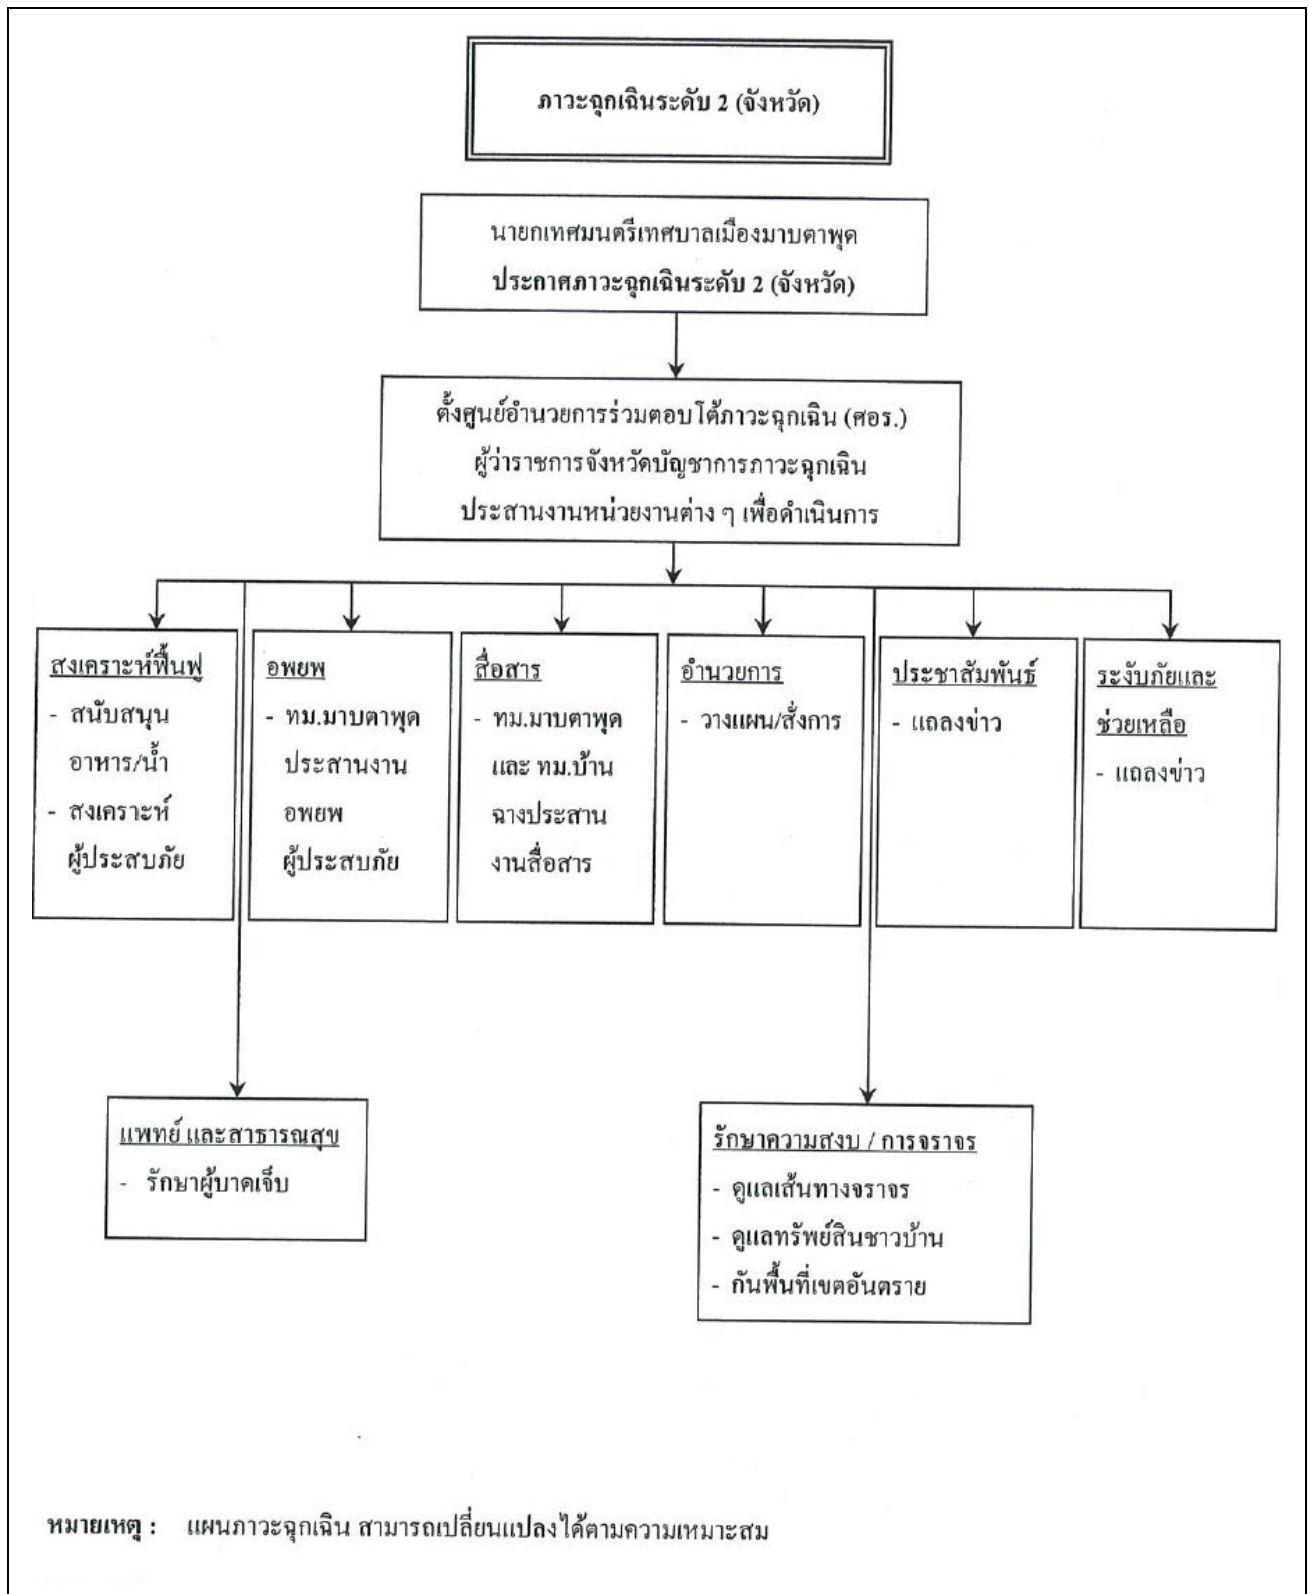 ภาวะฉุกเฉินระดับ 2 (จังหวัด)
นายกเทศมนตรีเทศบาลเมืองมาบตาพุด
ประกาศภาวะฉุกเฉินระดับ 2 (จังหวัด)
ตั้งศูนย์อำนวยการร่วมตอบโต้ภาวะฉุกเฉิน (ศอร.)
ผู้ว่าราชการจังหวัดบัญชาการภาวะฉุกเฉิน
ประสานงานหน่วยงานต่าง ๆ เพื่อดำเนินการ
สงเคราะห์ฟื้นฟู
- สนับสนุน
อาหาร/น้ำ
- สงเคราะห์
ผู้ประสบภัย
อพยพ
- ทม.มาบตาพุด
ประสานงาน
อพยพ
ผู้ประสบภัย
สื่อสาร
- ทม.มาบตาพุด
และ ทม.บ้าน
ฉางประสาน
งานสื่อสาร
อำนวยการ
- วางแผน/สั่งการ
ประชาสัมพันธ์
- แถลงข่าว
ระงับภัยและ
ช่วยเหลือ
- แถลงข่าว
แพทย์ และสาธารณสุข
- รักษาผู้บาดเจ็บ
รักษาความสงบ / การจราจร
- ดูแลเส้นทางจราจร
- ดูแลทรัพย์สินชาวบ้าน
- กันพื้นที่เขตอันตราย
หมายเหตุ : แผนภาวะฉุกเฉิน สามารถเปลี่ยนแปลงได้ตามความเหมาะสม